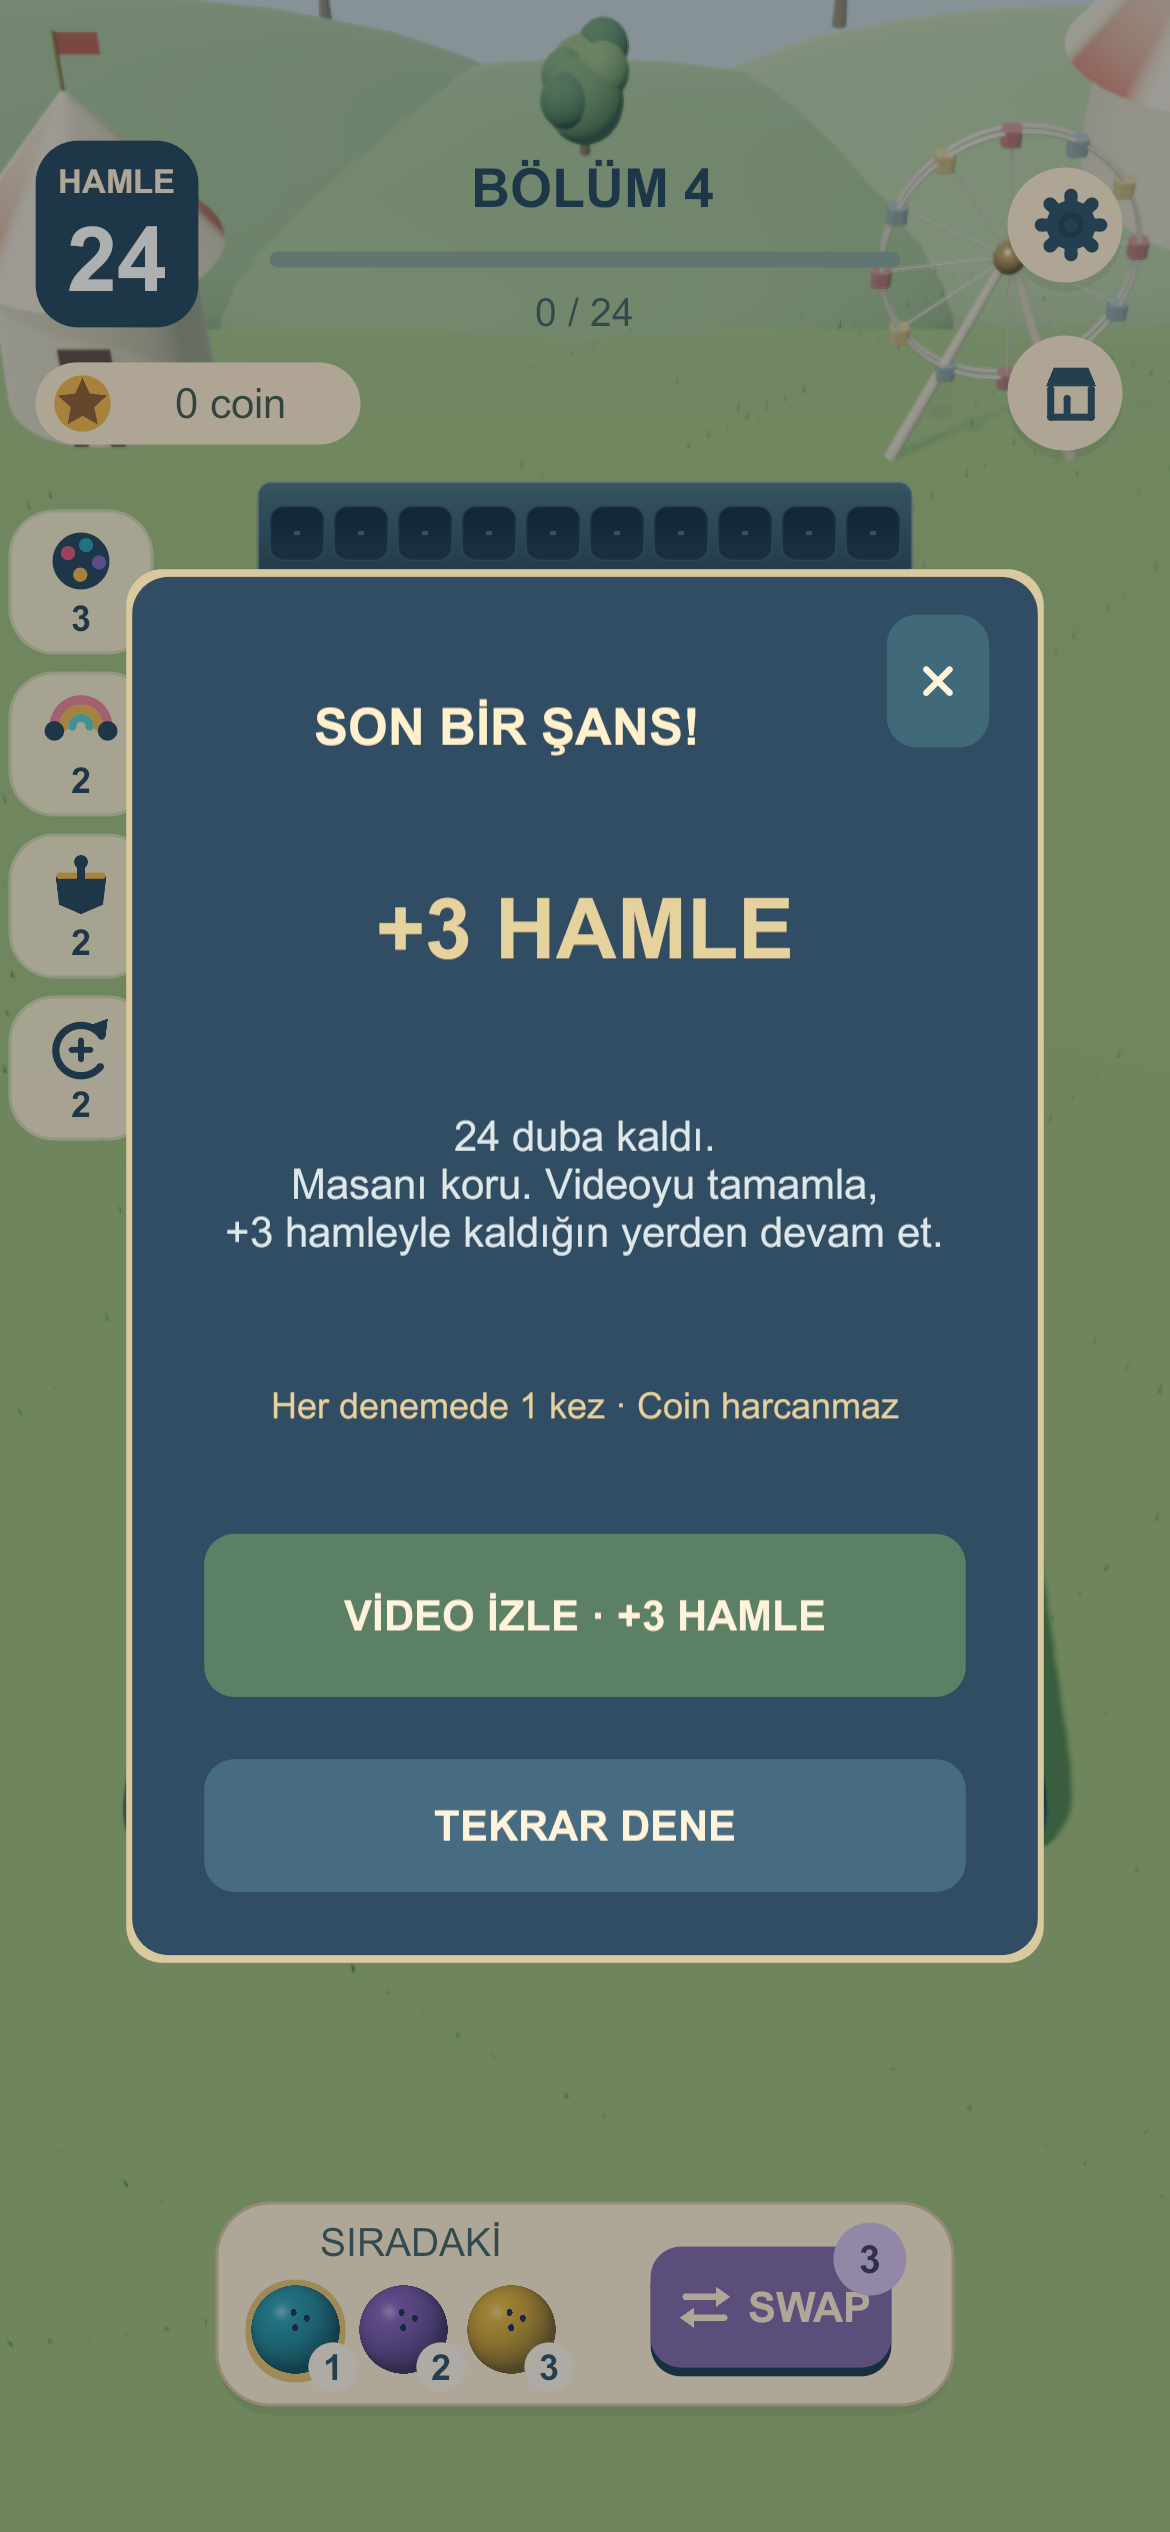 HAMLE
24
BÖLÜM 4
0 / 24
0 coin
3
2
2
2
SON BİR ŞANS!
+3 HAMLE
24 duba kaldı.
Masanı koru. Videoyu tamamla,
+3 hamleyle kaldığın yerden devam et.
Her denemede 1 kez · Coin harcanmaz
VİDEO İZLE · +3 HAMLE
TEKRAR DENE
SIRADAKİ
1
2
3
SWAP
3